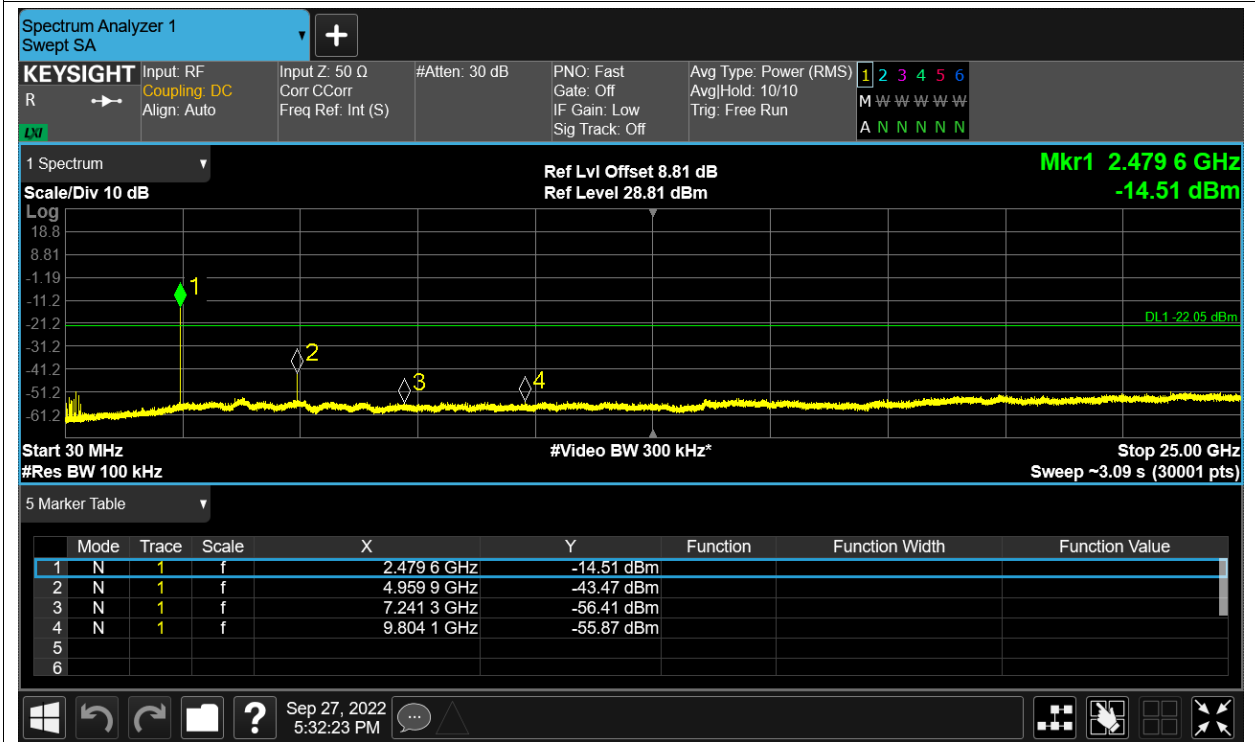 Spectrum Analyzer 1
Swept SA
+
KEYSIGHT
R
LXI
Input: RF
Coupling: DC
Align: Auto
Input Z: 50 Ω
Corr CCorr
Freq Ref: Int (S)
#Atten: 30 dB
PNO: Fast
Gate: Off
IF Gain: Low
Sig Track: Off
Avg Type: Power (RMS)
Avg|Hold: 10/10
Trig: Free Run
1 2 3 4 5 6
M W W W W W
A N N N N N
1 Spectrum
Scale/Div 10 dB
Ref Lvl Offset 8.81 dB
Ref Level 28.81 dBm
Mkr1 2.479 6 GHz
-14.51 dBm
Log
18.8
8.81
-1.19
-11.2
-21.2
-31.2
-41.2
-51.2
-61.2
1
2
3
4
DL1 -22.05 dBm
Start 30 MHz
#Video BW 300 kHz*
Stop 25.00 GHz
#Res BW 100 kHz
Sweep ~3.09 s (30001 pts)
5 Marker Table
Mode Trace Scale X Y Function Function Width Function Value
1 N 1 f 2.479 6 GHz -14.51 dBm
2 N 1 f 4.959 9 GHz -43.47 dBm
3 N 1 f 7.241 3 GHz -56.41 dBm
4 N 1 f 9.804 1 GHz -55.87 dBm
5
6
?
Sep 27, 2022
5:32:23 PM